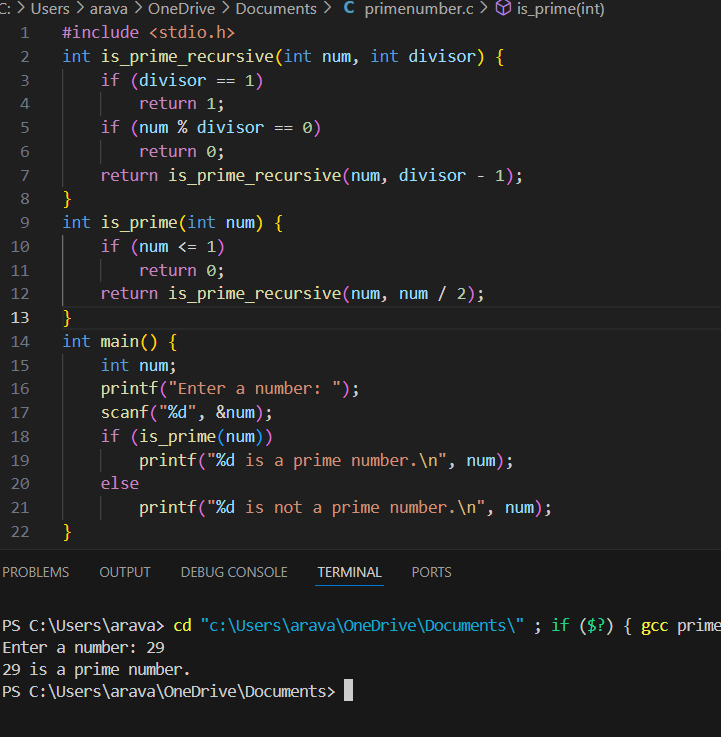 C: > Users > arava > OneDrive > Documents > C primenumber.c > is_prime(int)
1 #include <stdio.h>
2 int is_prime_recursive(int num, int divisor) {
3     if (divisor == 1)
4         return 1;
5     if (num % divisor == 0)
6         return 0;
7     return is_prime_recursive(num, divisor - 1);
8 }
9 int is_prime(int num) {
10     if (num <= 1)
11         return 0;
12     return is_prime_recursive(num, num / 2);
13 }
14 int main() {
15     int num;
16     printf("Enter a number: ");
17     scanf("%d", &num);
18     if (is_prime(num))
19         printf("%d is a prime number.\n", num);
20     else
21         printf("%d is not a prime number.\n", num);
22 }
PROBLEMS OUTPUT DEBUG CONSOLE TERMINAL PORTS
PS C:\Users\arava> cd "c:\Users\arava\OneDrive\Documents\" ; if ($?) { gcc prime
Enter a number: 29
29 is a prime number.
PS C:\Users\arava\OneDrive\Documents>